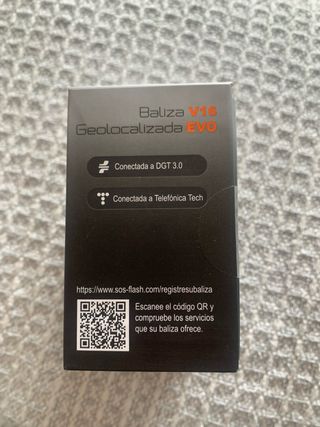 Baliza V16
Geolocalizada EVO
Conectada a DGT 3.0
Conectada a Telefónica Tech
https://www.sos-flash.com/registresubaliza
Escanee el código QR y
compruebe los servicios
que su baliza ofrece.